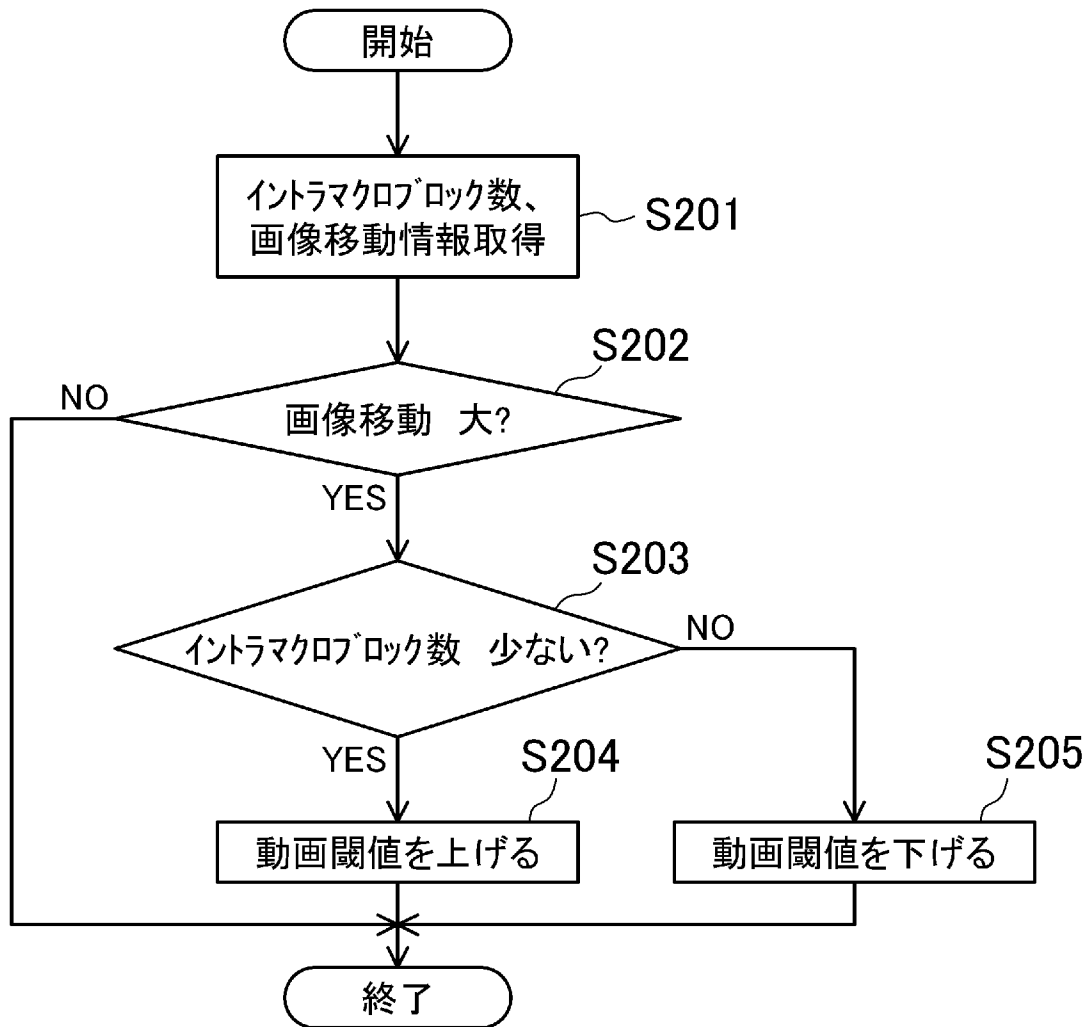 開始
イントラマクロブロック数、
画像移動情報取得
S201
S202
NO
画像移動 大?
YES
S203
イントラマクロブロック数 少ない?
NO
YES
S204
S205
動画閾値を上げる
動画閾値を下げる
終了